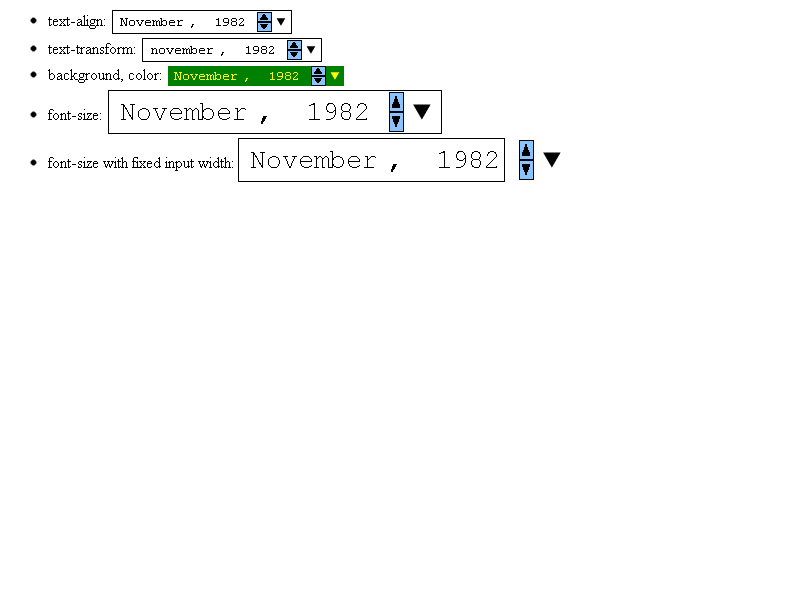 text-align: November , 1982
text-transform: november , 1982
background, color: November , 1982
font-size: November , 1982
font-size with fixed input width: November , 1982